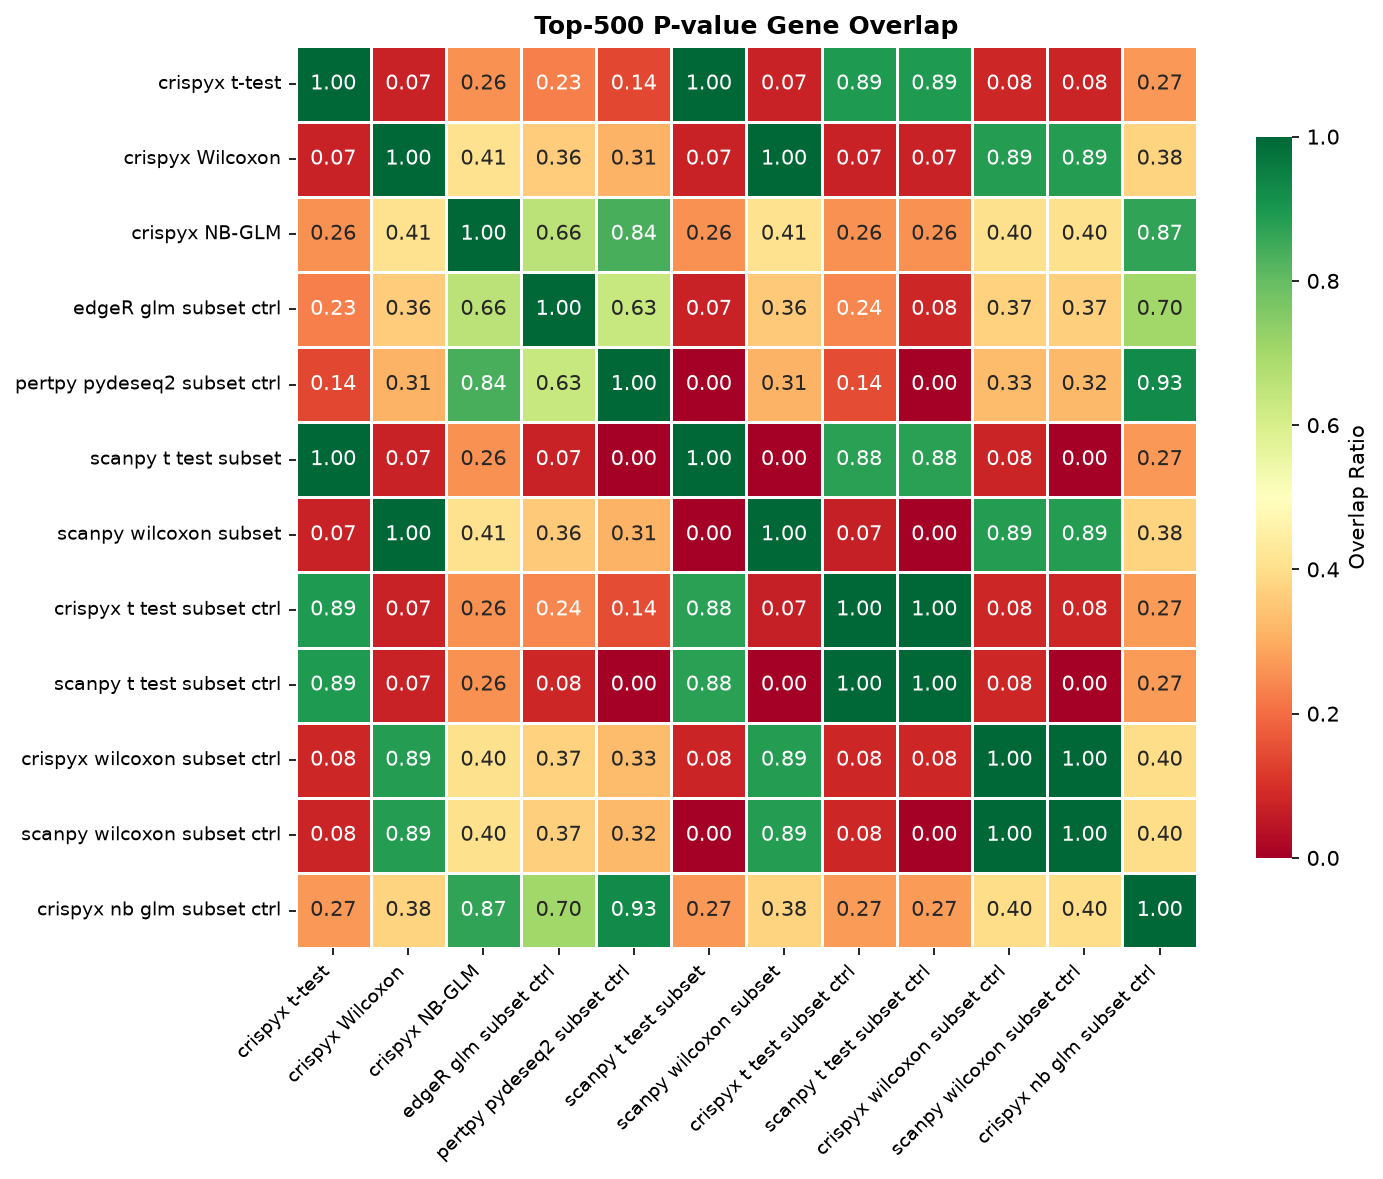 Top-500 P-value Gene Overlap
crispyx t-test 1.00 0.07 0.26 0.23 0.14 1.00 0.07 0.89 0.89 0.08 0.08 0.27
crispyx Wilcoxon 0.07 1.00 0.41 0.36 0.31 0.07 1.00 0.07 0.07 0.89 0.89 0.38
crispyx NB-GLM 0.26 0.41 1.00 0.66 0.84 0.26 0.41 0.26 0.26 0.40 0.40 0.87
edgeR glm subset ctrl 0.23 0.36 0.66 1.00 0.63 0.07 0.36 0.24 0.08 0.37 0.37 0.70
pertpy pydeseq2 subset ctrl 0.14 0.31 0.84 0.63 1.00 0.00 0.31 0.14 0.00 0.33 0.32 0.93
scanpy t test subset 1.00 0.07 0.26 0.07 0.00 1.00 0.00 0.88 0.88 0.08 0.00 0.27
scanpy wilcoxon subset 0.07 1.00 0.41 0.36 0.31 0.00 1.00 0.07 0.00 0.89 0.89 0.38
crispyx t test subset ctrl 0.89 0.07 0.26 0.24 0.14 0.88 0.07 1.00 1.00 0.08 0.08 0.27
scanpy t test subset ctrl 0.89 0.07 0.26 0.08 0.00 0.88 0.00 1.00 1.00 0.08 0.00 0.27
crispyx wilcoxon subset ctrl 0.08 0.89 0.40 0.37 0.33 0.08 0.89 0.08 0.08 1.00 1.00 0.40
scanpy wilcoxon subset ctrl 0.08 0.89 0.40 0.37 0.32 0.00 0.89 0.08 0.00 1.00 1.00 0.40
crispyx nb glm subset ctrl 0.27 0.38 0.87 0.70 0.93 0.27 0.38 0.27 0.27 0.40 0.40 1.00
crispyx t-test
crispyx Wilcoxon
crispyx NB-GLM
edgeR glm subset ctrl
pertpy pydeseq2 subset ctrl
scanpy t test subset
scanpy wilcoxon subset
crispyx t test subset ctrl
scanpy t test subset ctrl
crispyx wilcoxon subset ctrl
scanpy wilcoxon subset ctrl
crispyx nb glm subset ctrl
1.0
0.8
0.6
0.4
0.2
0.0
Overlap Ratio